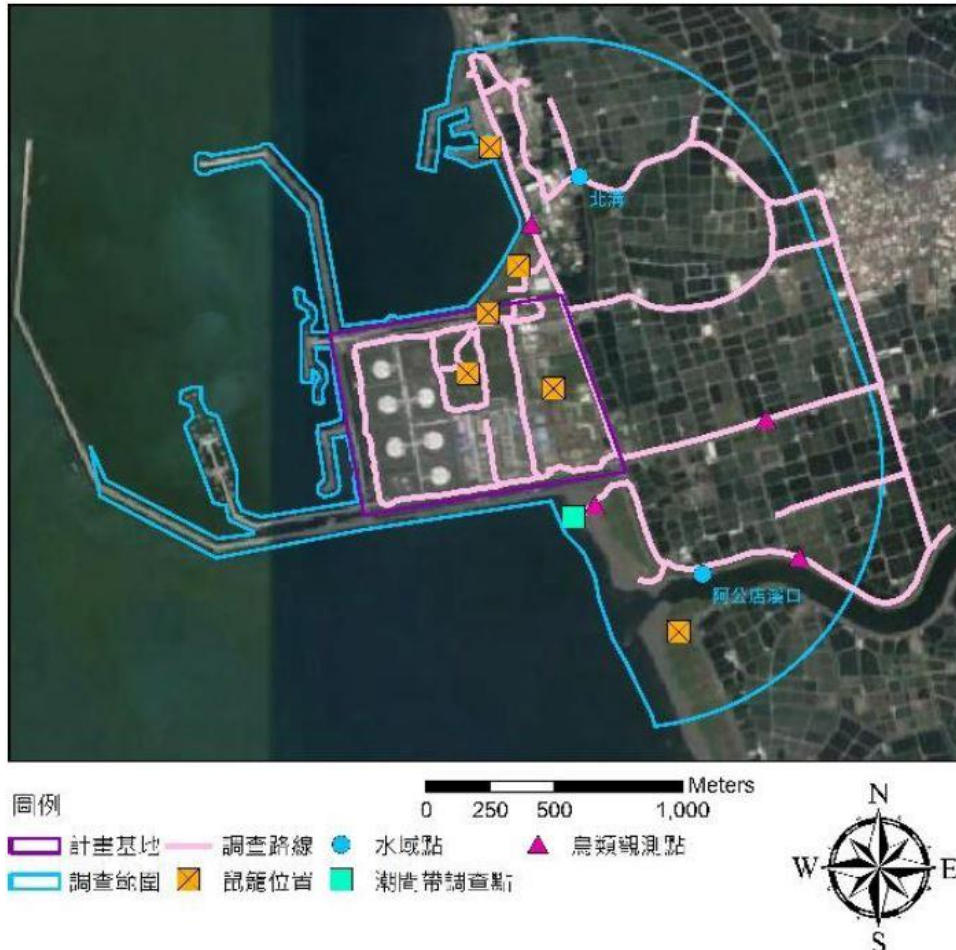 北溝
阿公店溪口
圖例
Meters
0 250 500 1,000
計畫基地 調查路線 水域點 鳥類觀測點
調查範圍 鼠籠位置 潮間帶調查點
N
W E
S